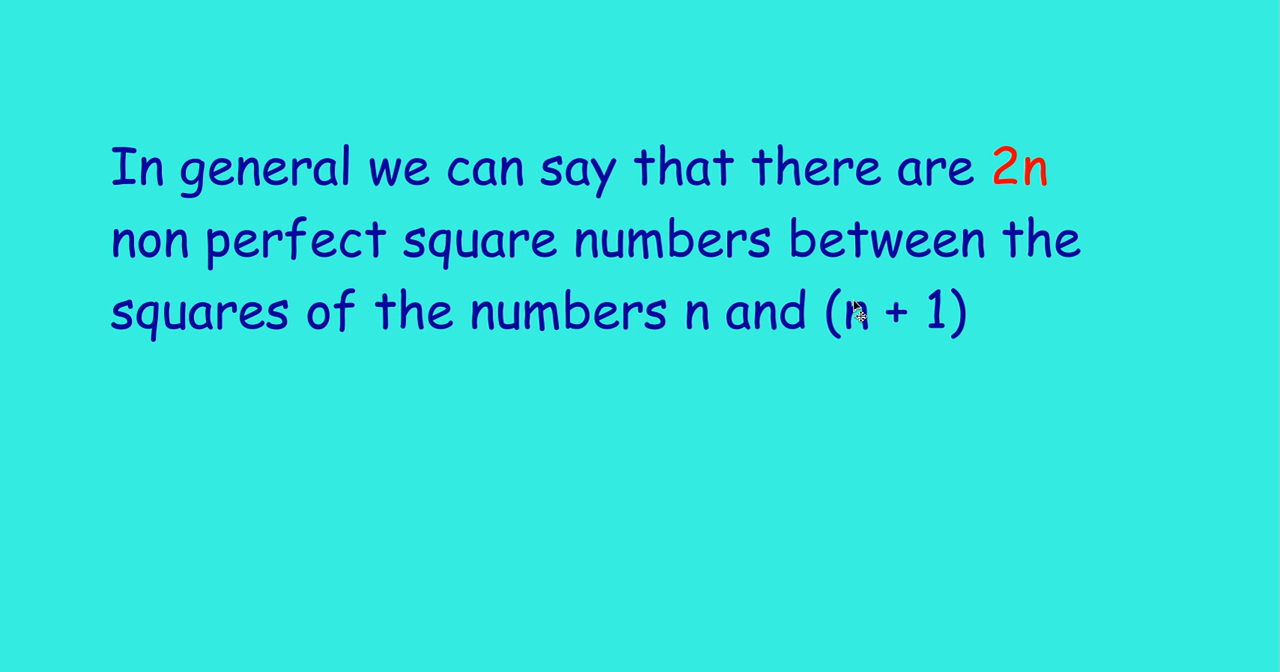 In general we can say that there are 2n
non perfect square numbers between the
squares of the numbers n and (n + 1)